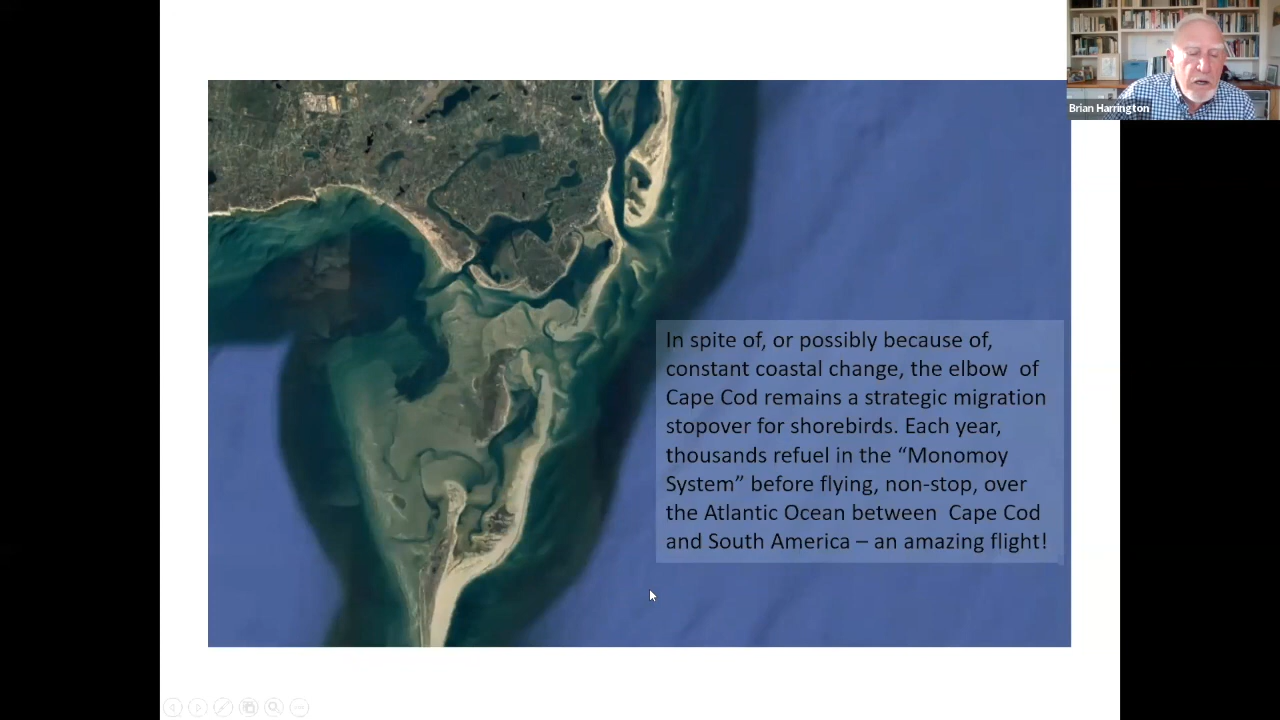 Brian Harrington
In spite of, or possibly because of,
constant coastal change, the elbow  of
Cape Cod remains a strategic migration
stopover for shorebirds. Each year,
thousands refuel in the “Monomoy
System” before flying, non-stop, over
the Atlantic Ocean between  Cape Cod
and South America – an amazing flight!